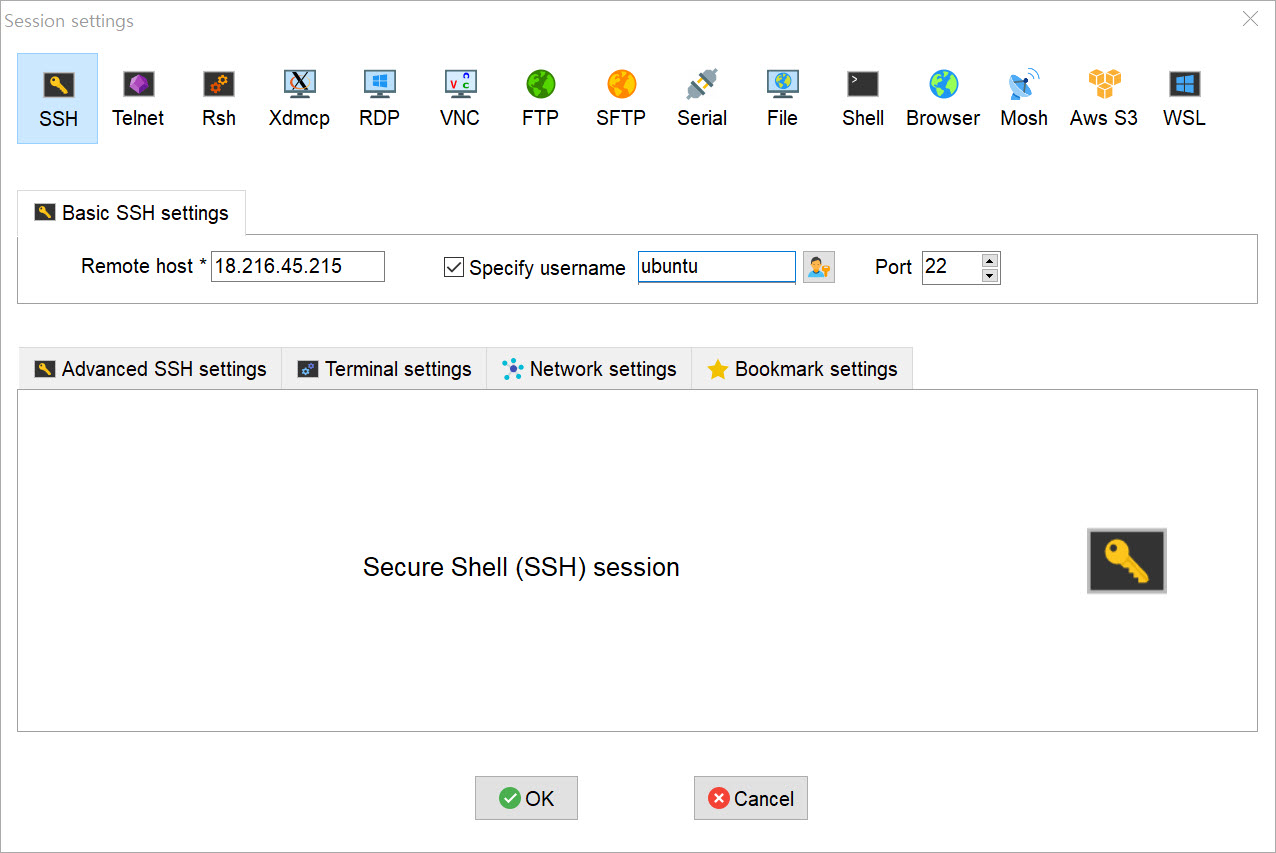 Session settings
SSH Telnet Rsh Xdmcp RDP VNC FTP SFTP Serial File Shell Browser Mosh Aws S3 WSL
Basic SSH settings
Remote host * 18.216.45.215 Specify username ubuntu Port 22
Advanced SSH settings Terminal settings Network settings Bookmark settings
Secure Shell (SSH) session
OK Cancel